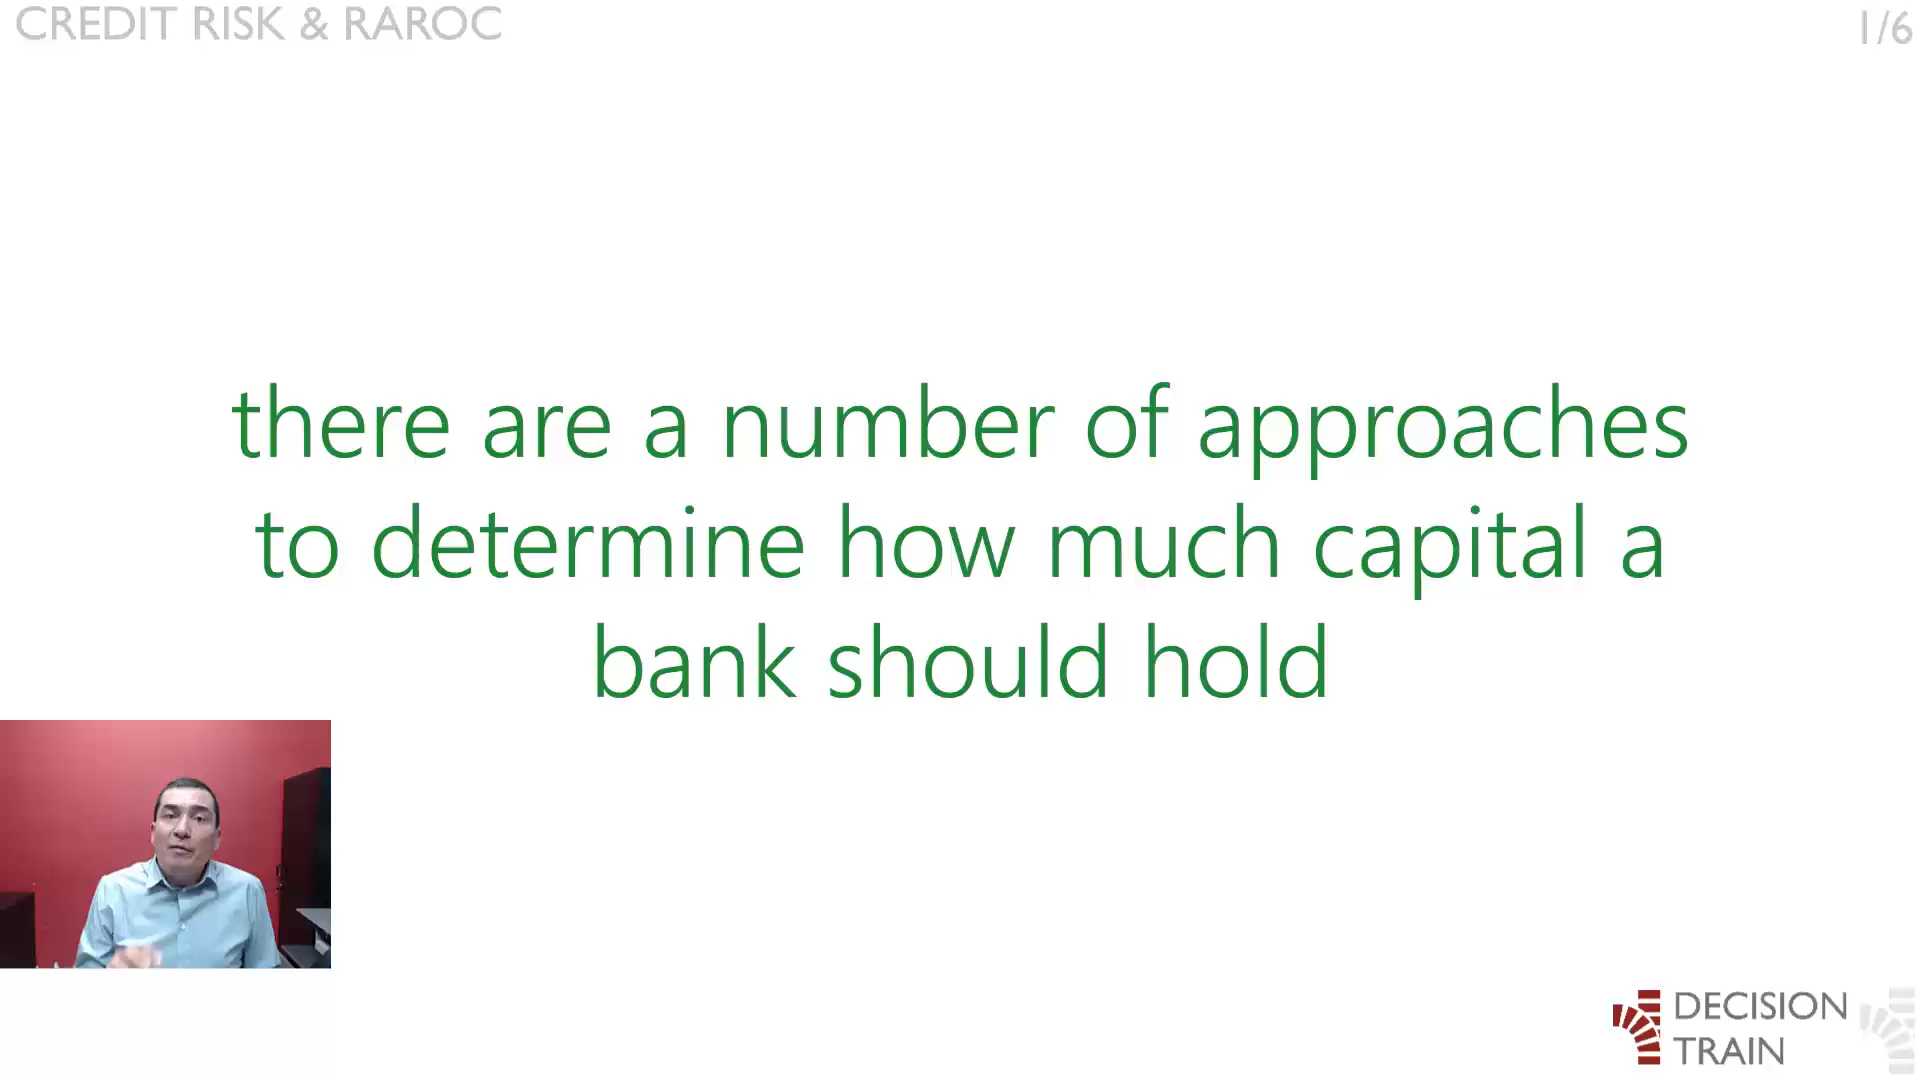 CREDIT RISK & RAROC
1/6
there are a number of approaches
to determine how much capital a
bank should hold
DECISION
TRAIN